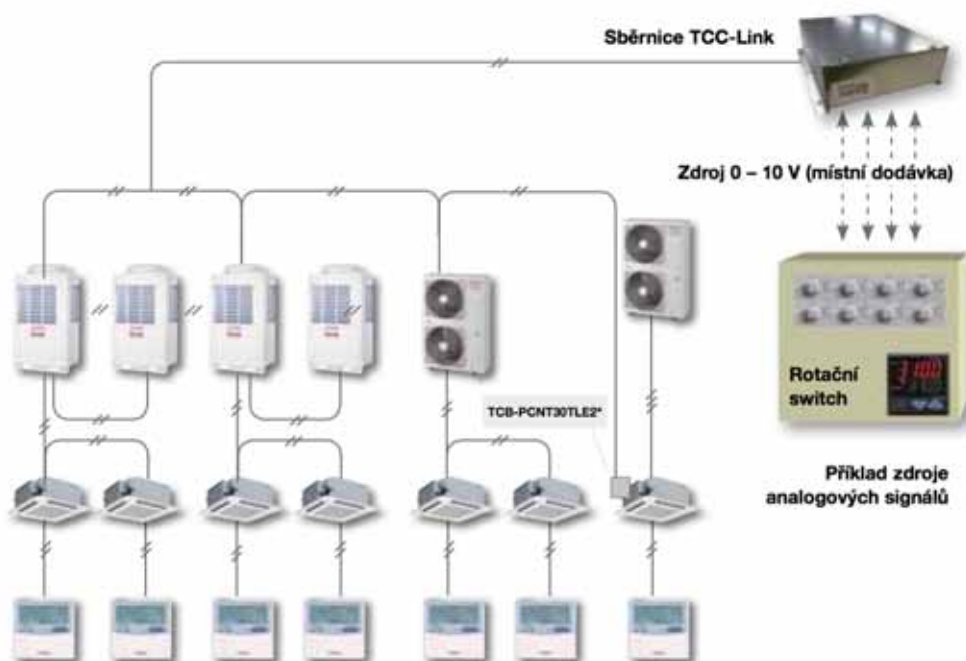 Sběrnice TCC-Link
Zdroj 0 – 10 V (místní dodávka)
Rotační
switch
TCB-PCNT30TLE2*
Příklad zdroje
analogových signálů